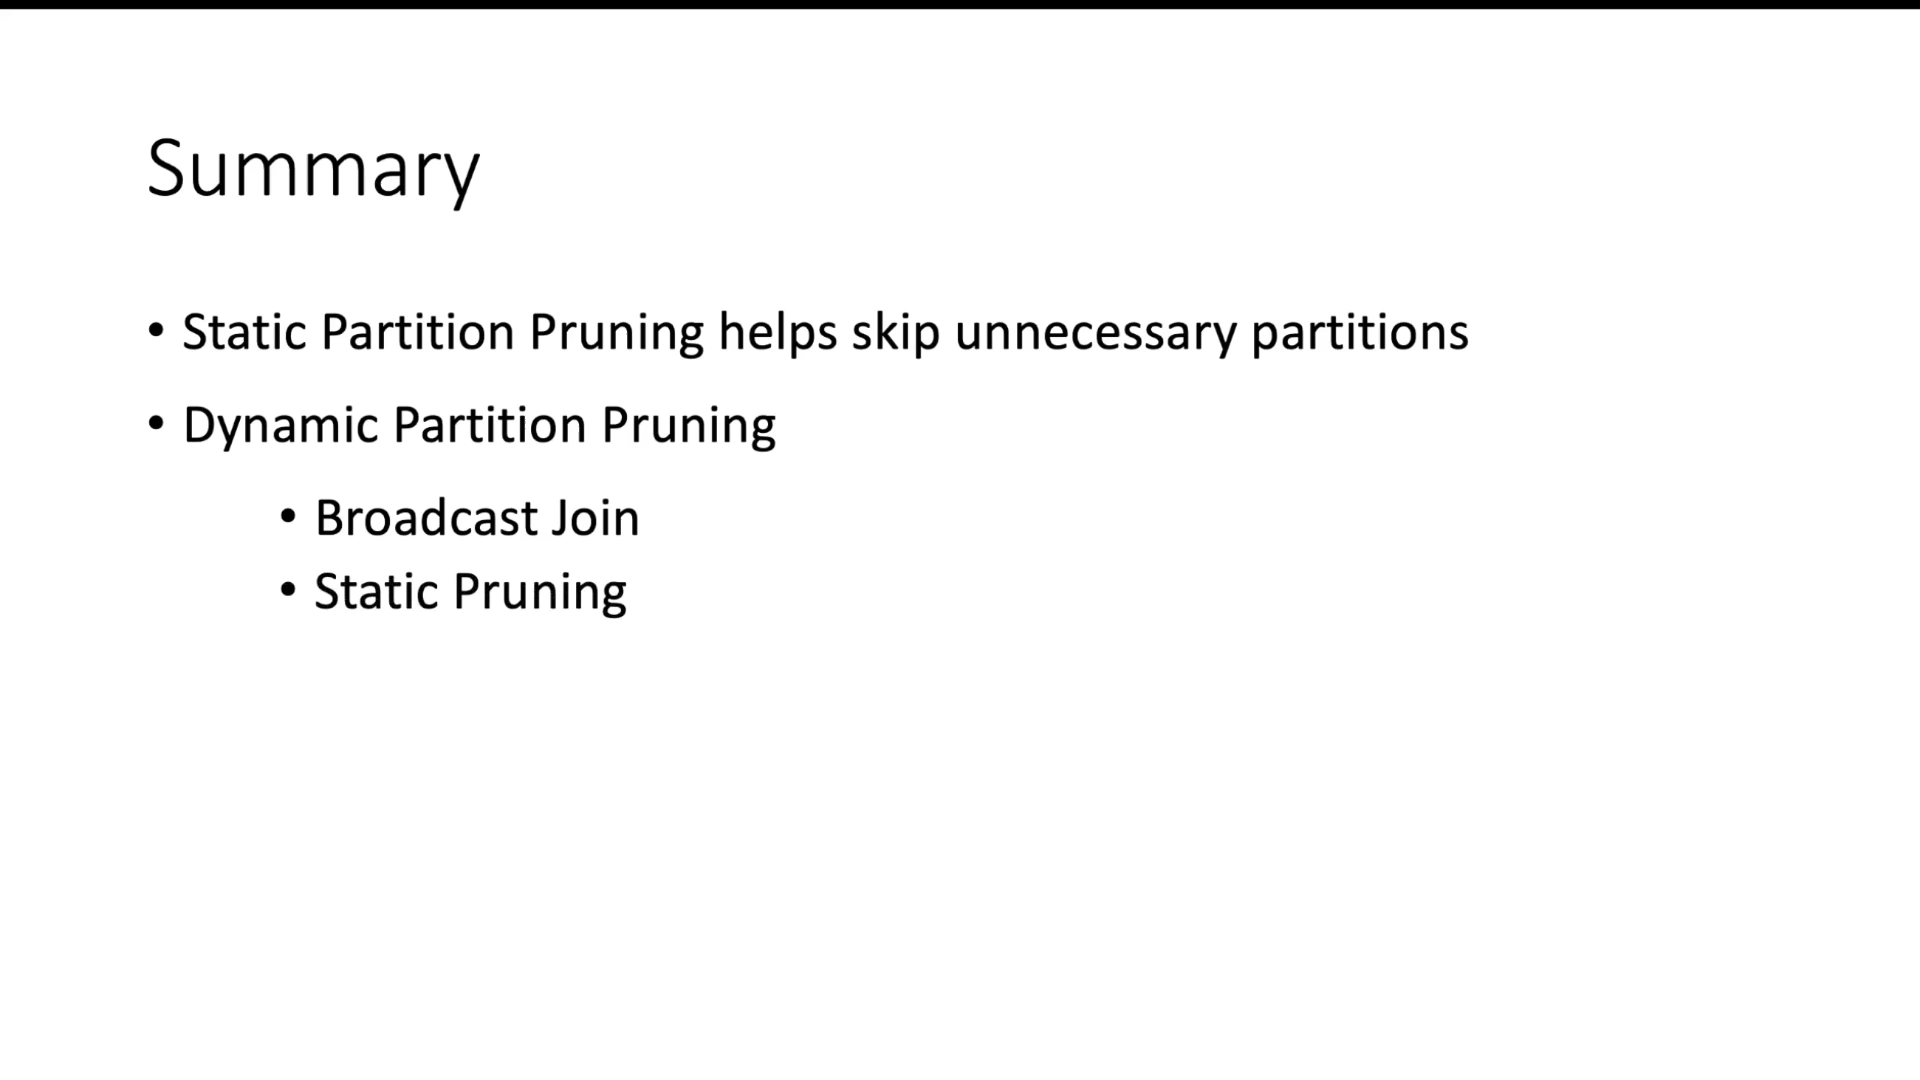 Summary
• Static Partition Pruning helps skip unnecessary partitions
• Dynamic Partition Pruning
• Broadcast Join
• Static Pruning